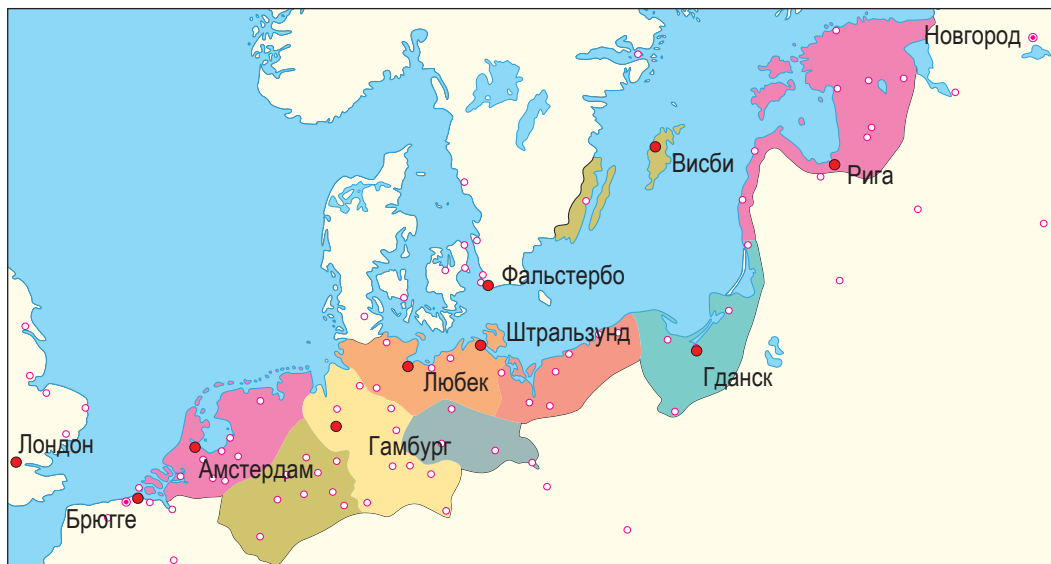 Новгород
Висби
Рига
Фальстербо
Штральзунд
Любек
Гданск
Гамбург
Лондон
Амстердам
Брюгге